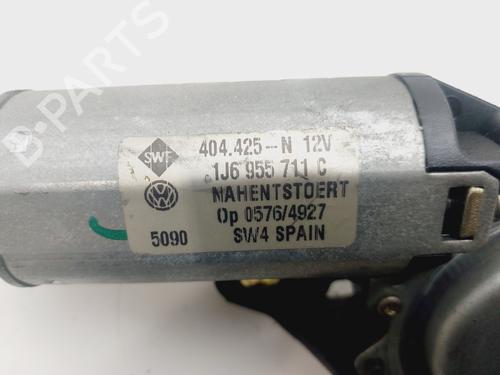 B-PARTS
404.425-N 12V
SWF
1J6 955 711 C
NAHENTSTOERT
Op 0576/4927
5090 SW4 SPAIN